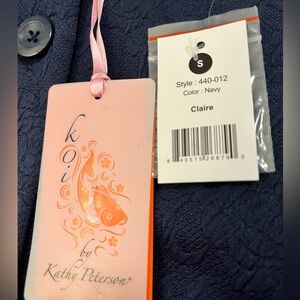 koi
by
Kathy Peterson®
S
Style : 440-012
Color : Navy
Claire